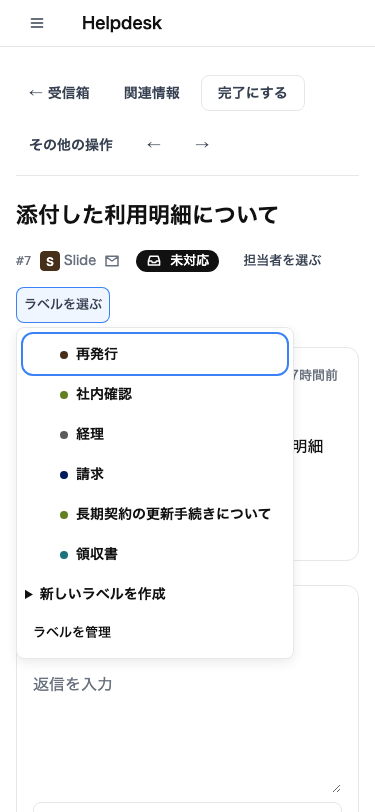 Helpdesk
← 受信箱
関連情報
完了にする
その他の操作
←
→
添付した利用明細について
#7
S
Slide
未対応
担当者を選ぶ
ラベルを選ぶ
再発行
7時間前
社内確認
経理
明細
請求
長期契約の更新手続きについて
領収書
▶ 新しいラベルを作成
ラベルを管理
返信を入力